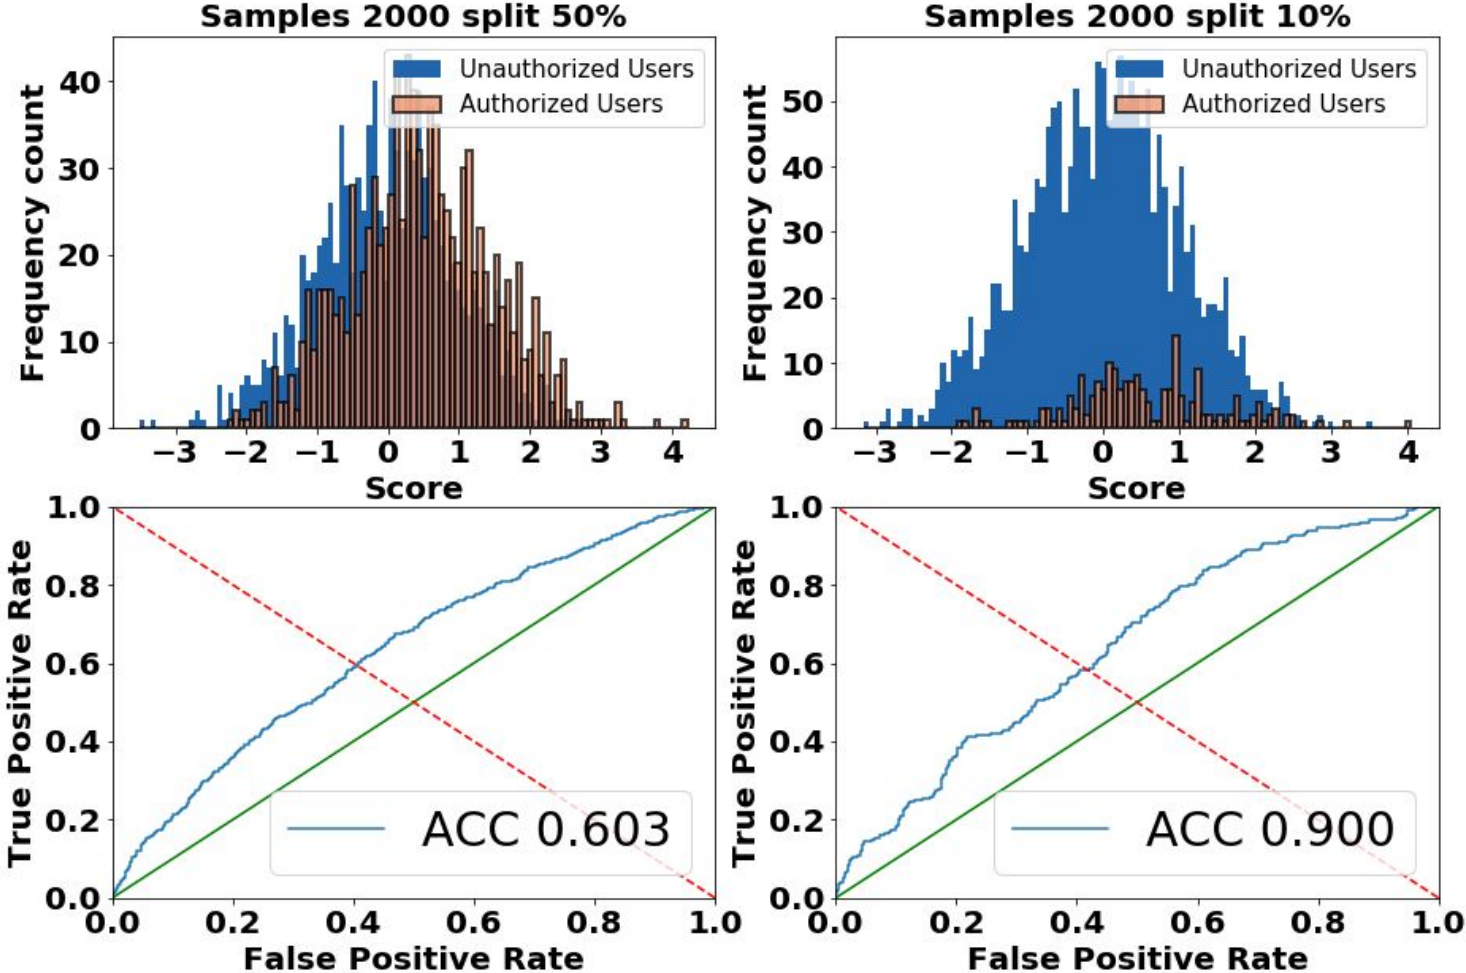 Samples 2000 split 50%
Unauthorized Users
Authorized Users
Frequency count
40
30
20
10
0
−3 −2 −1 0 1 2 3 4
Score
Samples 2000 split 10%
Unauthorized Users
Authorized Users
Frequency count
50
40
30
20
10
0
−3 −2 −1 0 1 2 3 4
Score
True Positive Rate
1.0
0.8
0.6
0.4
0.2
0.0
ACC 0.603
0.0 0.2 0.4 0.6 0.8 1.0
False Positive Rate
True Positive Rate
1.0
0.8
0.6
0.4
0.2
0.0
ACC 0.900
0.0 0.2 0.4 0.6 0.8 1.0
False Positive Rate